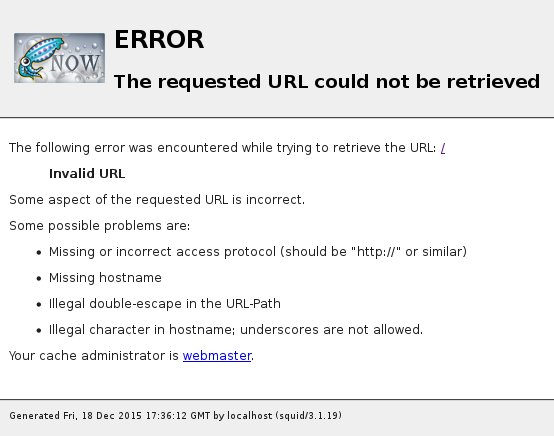 NOW
ERROR
The requested URL could not be retrieved
The following error was encountered while trying to retrieve the URL: /
Invalid URL
Some aspect of the requested URL is incorrect.
Some possible problems are:
• Missing or incorrect access protocol (should be "http://" or similar)
• Missing hostname
• Illegal double-escape in the URL-Path
• Illegal character in hostname; underscores are not allowed.
Your cache administrator is webmaster.
Generated Fri, 18 Dec 2015 17:36:12 GMT by localhost (squid/3.1.19)